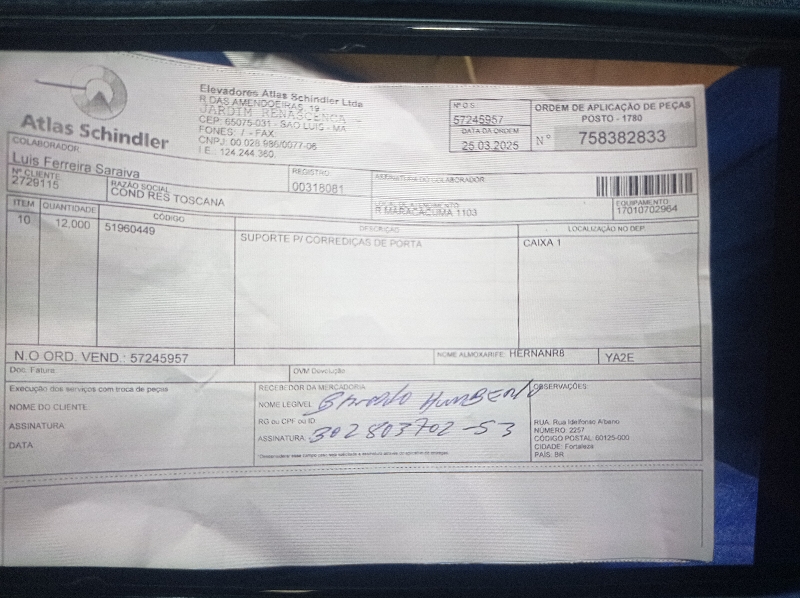 Atlas Schindler
Elevadores Atlas Schindler Ltda
R DAS AMENDOEIRAS, 19 -
JARDIM RENASCENCA -
CEP: 65075-031 - SAO LUIS - MA
FONES: / - FAX:
CNPJ: 00.028.986/0077-06
I.E.: 124.244.360.
Nº O.S.
57245957
DATA DA ORDEM
25.03.2025
ORDEM DE APLICAÇÃO DE PEÇAS
POSTO - 1780
Nº 758382833
COLABORADOR:
Luis Ferreira Saraiva
REGISTRO
00318081
ASSINATURA DO COLABORADOR
Nº CLIENTE
2729115
RAZÃO SOCIAL
COND RES TOSCANA
R MARACACUMA 1103
EQUIPAMENTO
17010702964
ITEM QUANTIDADE CÓDIGO DESCRIÇÃO LOCALIZAÇÃO NO DEP.
10 12,000 51960449 SUPORTE P/ CORREDIÇAS DE PORTA CAIXA 1
N.O ORD. VEND.: 57245957
NOME ALMOXARIFE: HERNANRB YA2E
Doc. Fatura: OVM Devolução
Execução dos serviços com troca de peças
NOME DO CLIENTE
ASSINATURA
DATA
RECEBEDOR DA MERCADORIA
NOME LEGÍVEL Humberto
RG ou CPF ou ID
ASSINATURA: 302803702-53
OBSERVAÇÕES:
RUA: Rua Idelfonso Albano
NÚMERO: 2257
CÓDIGO POSTAL: 60125-000
CIDADE: Fortaleza
PAÍS: BR